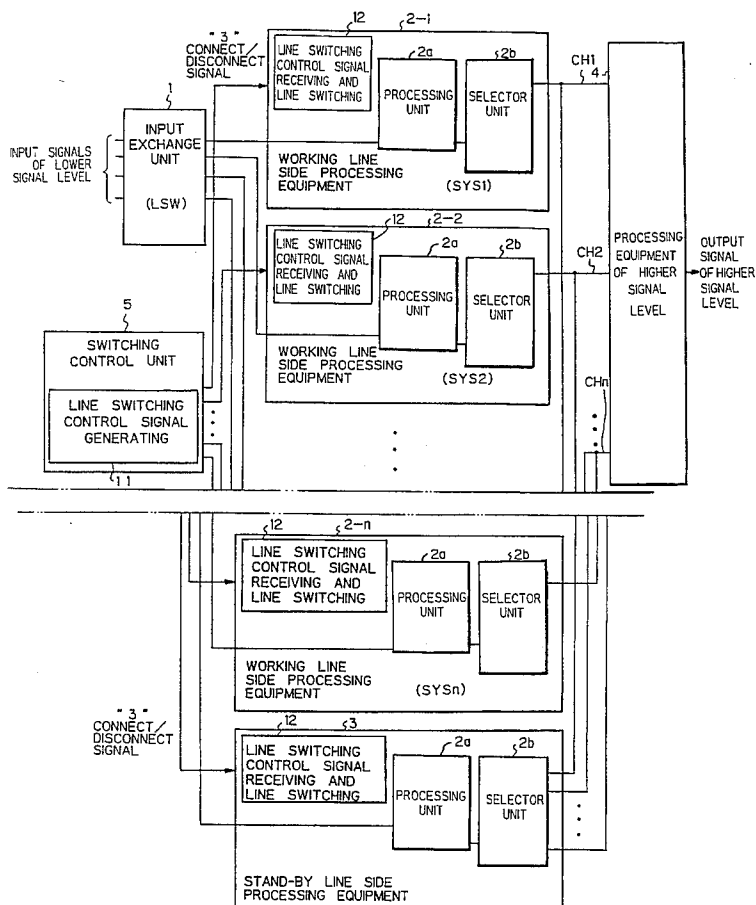 12
2-1
"3"
CONNECT/
DISCONNECT
SIGNAL
LINE SWITCHING
CONTROL SIGNAL
RECEIVING AND
LINE SWITCHING
2a
2b
CH1
4
1
PROCESSING
UNIT
SELECTOR
UNIT
INPUT
EXCHANGE
UNIT
(LSW)
INPUT SIGNALS
OF LOWER
SIGNAL LEVEL
WORKING LINE
SIDE PROCESSING
EQUIPMENT
(SYS1)
2-2
12
LINE SWITCHING
CONTROL SIGNAL
RECEIVING AND
LINE SWITCHING
2a
2b
CH2
PROCESSING
UNIT
SELECTOR
UNIT
PROCESSING
EQUIPMENT
OF HIGHER
SIGNAL
LEVEL
OUTPUT
SIGNAL
OF HIGHER
SIGNAL
LEVEL
5
SWITCHING
CONTROL UNIT
WORKING LINE
SIDE PROCESSING
EQUIPMENT
(SYS2)
CHn
LINE SWITCHING
CONTROL SIGNAL
GENERATING
11
12
2-n
LINE SWITCHING
CONTROL SIGNAL
RECEIVING AND
LINE SWITCHING
2a
2b
PROCESSING
UNIT
SELECTOR
UNIT
WORKING LINE
SIDE PROCESSING
EQUIPMENT
(SYSn)
"3"
CONNECT/
DISCONNECT
SIGNAL
12
3
LINE SWITCHING
CONTROL SIGNAL
RECEIVING AND
LINE SWITCHING
2a
2b
PROCESSING
UNIT
SELECTOR
UNIT
STAND-BY LINE SIDE
PROCESSING EQUIPMENT